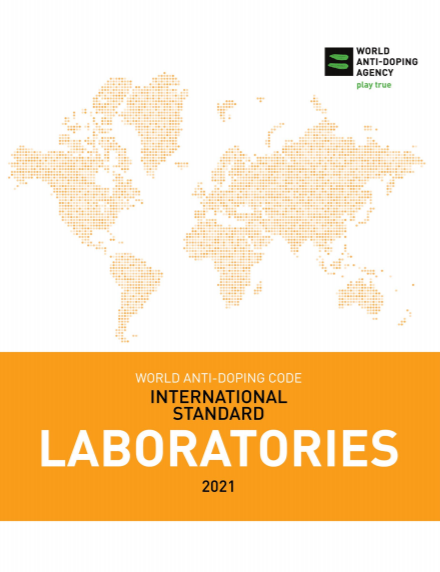 WORLD
ANTI-DOPING
AGENCY
play true
WORLD ANTI-DOPING CODE
INTERNATIONAL
STANDARD
LABORATORIES
2021